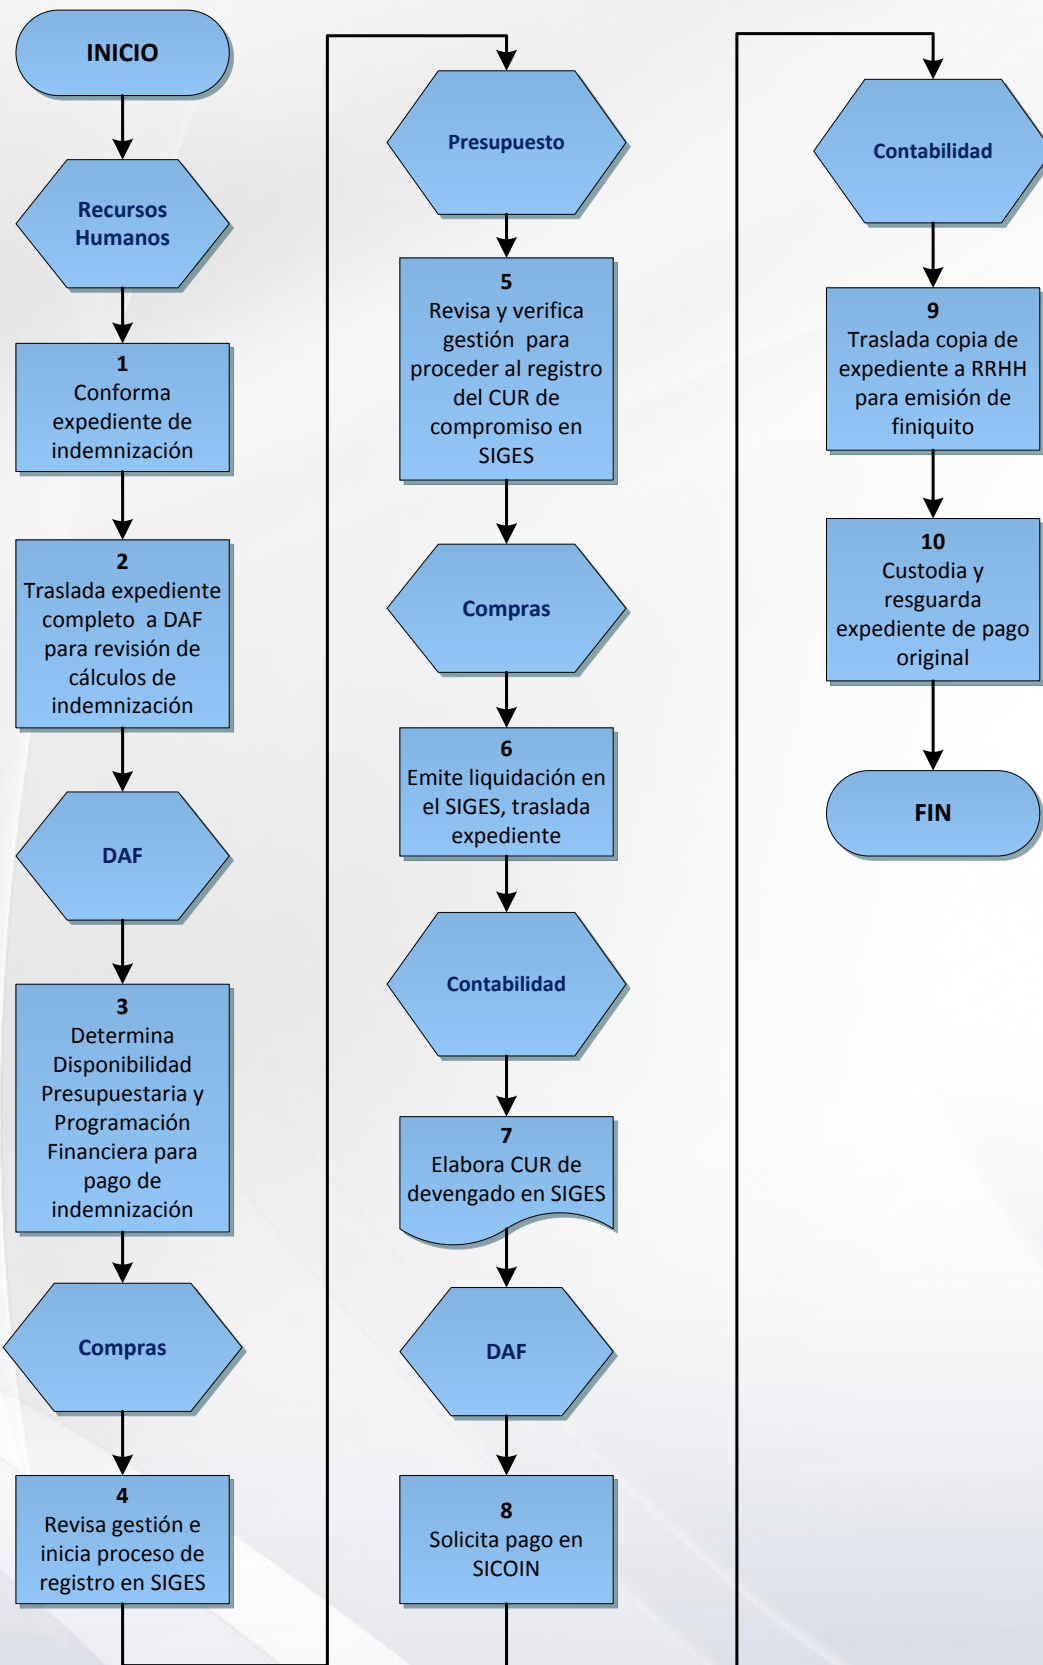 INICIO
Recursos
Humanos
1
Conforma
expediente de
indemnización
2
Traslada expediente
completo a DAF
para revisión de
cálculos de
indemnización
DAF
3
Determina
Disponibilidad
Presupuestaria y
Programación
Financiera para
pago de
indemnización
Compras
4
Revisa gestión e
inicia proceso de
registro en SIGES
Presupuesto
5
Revisa y verifica
gestión para
proceder al registro
del CUR de
compromiso en
SIGES
Compras
6
Emite liquidación en
el SIGES, traslada
expediente
Contabilidad
7
Elabora CUR de
devengado en SIGES
DAF
8
Solicita pago en
SICOIN
Contabilidad
9
Traslada copia de
expediente a RRHH
para emisión de
finiquito
10
Custodia y
resguarda
expediente de pago
original
FIN